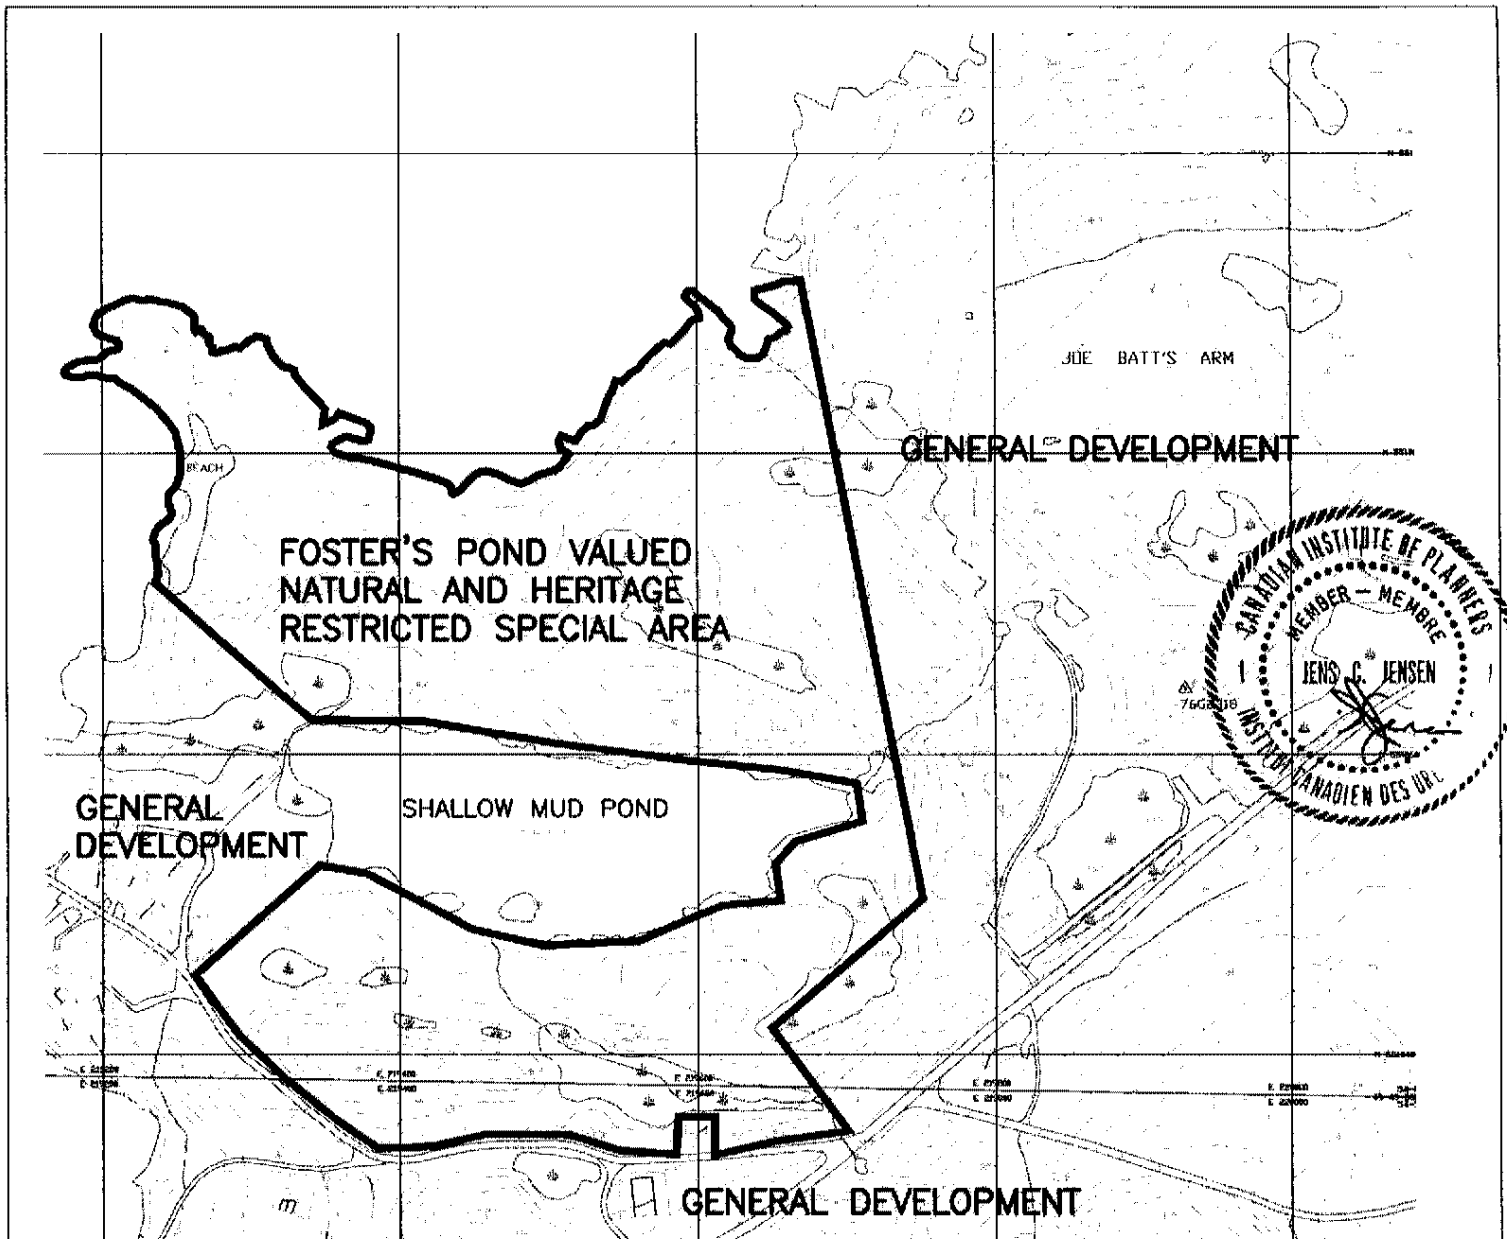 JOE BATT'S ARM
GENERAL DEVELOPMENT
BEACH
FOSTER'S POND VALUED
NATURAL AND HERITAGE
RESTRICTED SPECIAL AREA
CANADIAN INSTITUTE OF PLANNERS
MEMBER - MEMBRE
JENS C. JENSEN
CANADIEN DES
GENERAL
DEVELOPMENT
SHALLOW MUD POND
GENERAL DEVELOPMENT